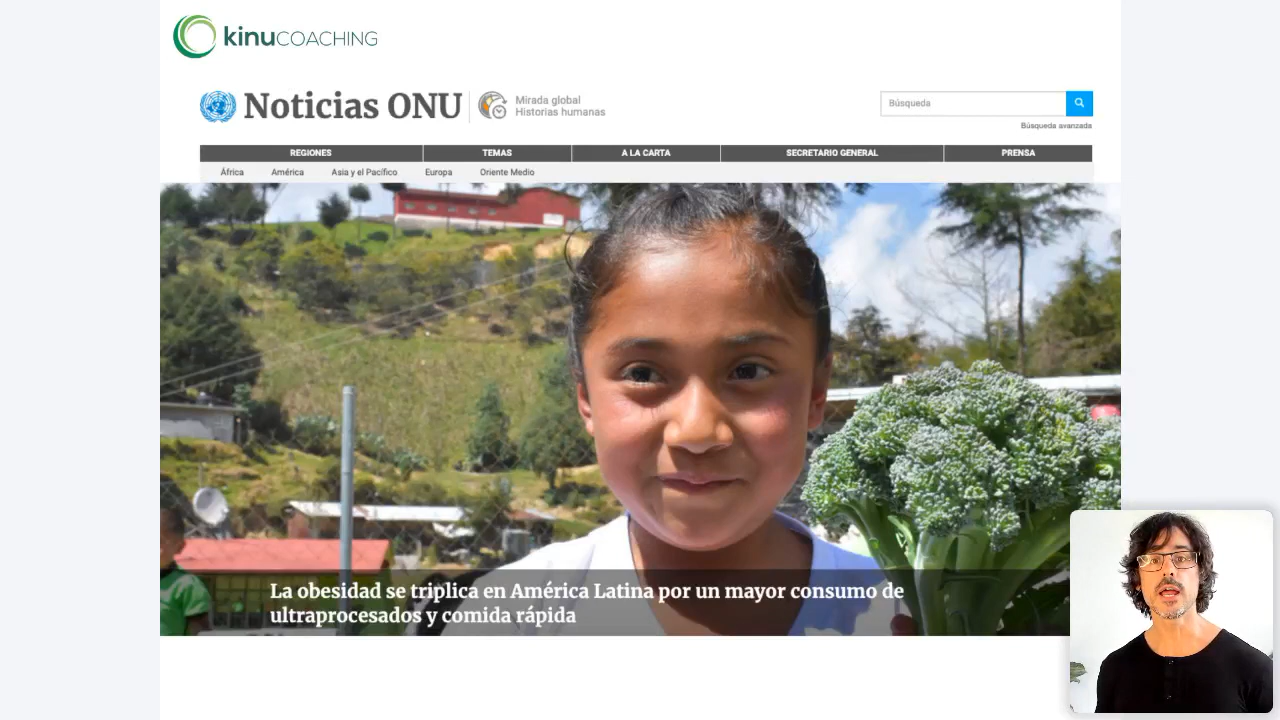 kinuCOACHING
Noticias ONU
Mirada global
Historias humanas
Búsqueda
Búsqueda avanzada
REGIONES TEMAS A LA CARTA SECRETARIO GENERAL PRENSA
África América Asia y el Pacífico Europa Oriente Medio
La obesidad se triplica en América Latina por un mayor consumo de
ultraprocesados y comida rápida